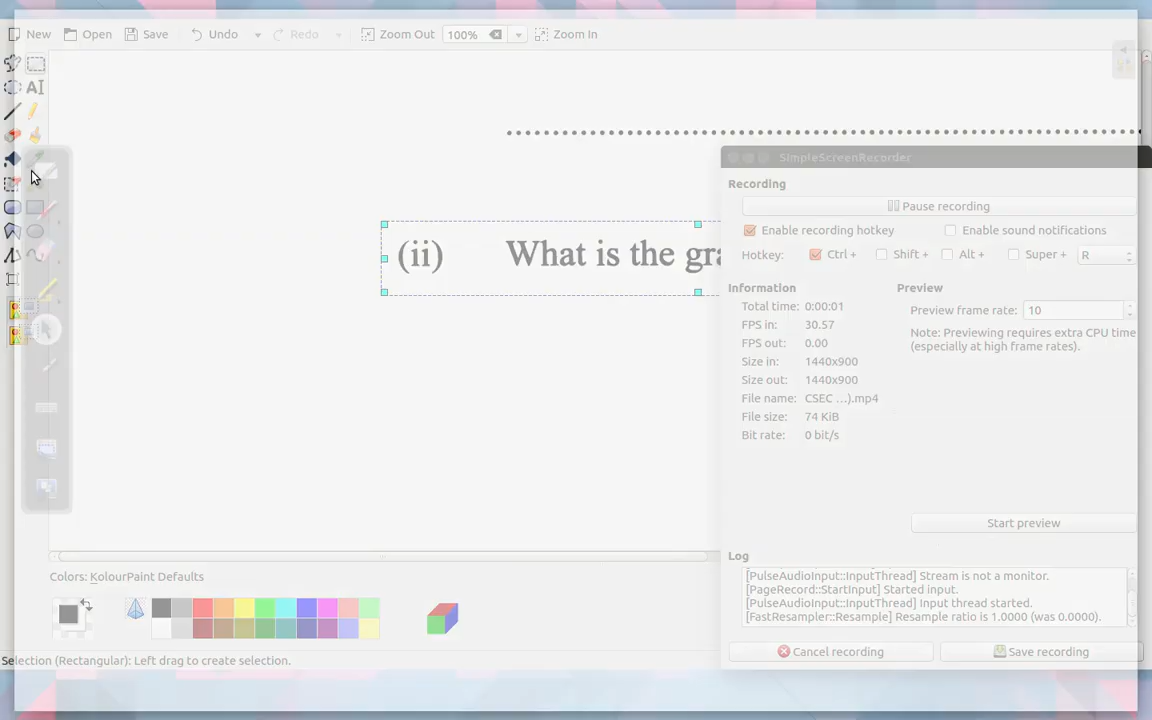 New Open Save Undo Redo Zoom Out 100% Zoom In
SimpleScreenRecorder
Recording
Pause recording
Enable recording hotkey Enable sound notifications
Hotkey: Ctrl + Shift + Alt + Super + R
(ii) What is the gra
Information
Total time: 0:00:01
FPS in: 30.57
FPS out: 0.00
Size in: 1440x900
Size out: 1440x900
File name: CSEC ...).mp4
File size: 74 KiB
Bit rate: 0 bit/s
Preview
Preview frame rate: 10
Note: Previewing requires extra CPU time
(especially at high frame rates).
Start preview
Log
[PulseAudioInput::InputThread] Stream is not a monitor.
[PageRecord::StartInput] Started input.
[PulseAudioInput::InputThread] Input thread started.
[FastResampler::Resample] Resample ratio is 1.0000 (was 0.0000).
Cancel recording Save recording
Colors: KolourPaint Defaults
Selection (Rectangular): Left drag to create selection.